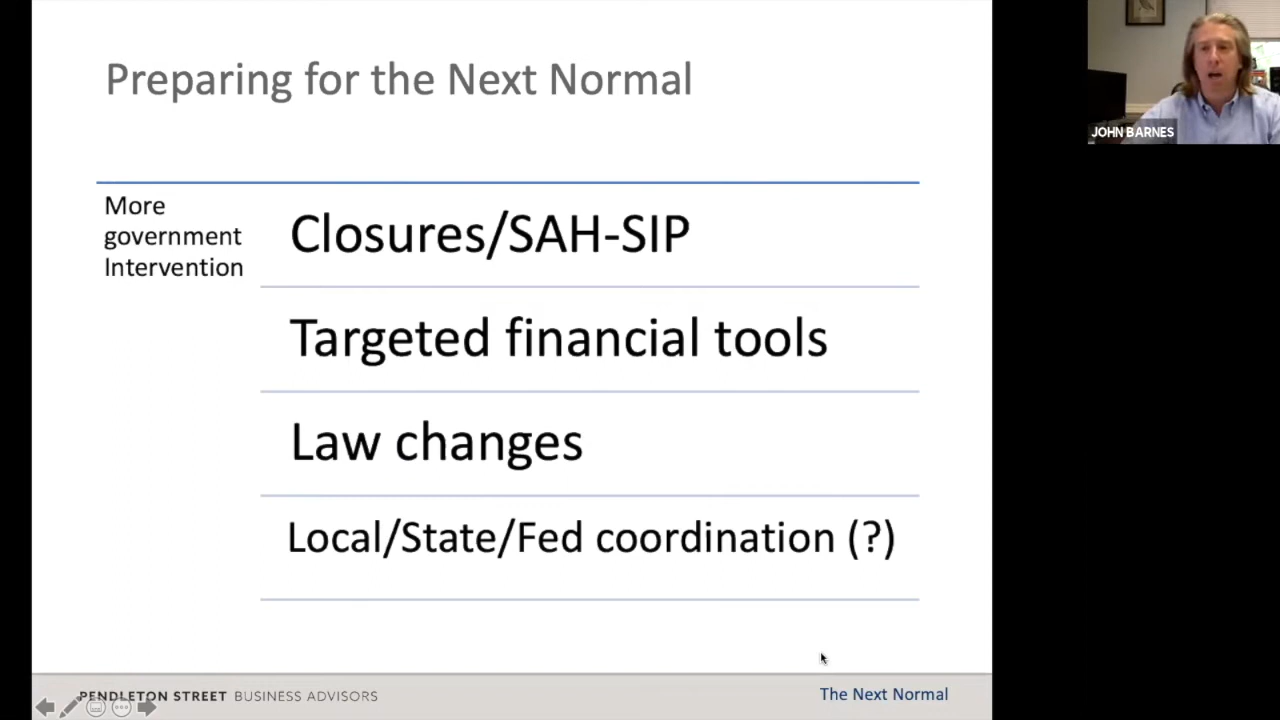 Preparing for the Next Normal
JOHN BARNES
More
government
Intervention
Closures/SAH-SIP
Targeted financial tools
Law changes
Local/State/Fed coordination (?)
PENDLETON STREET BUSINESS ADVISORS
The Next Normal